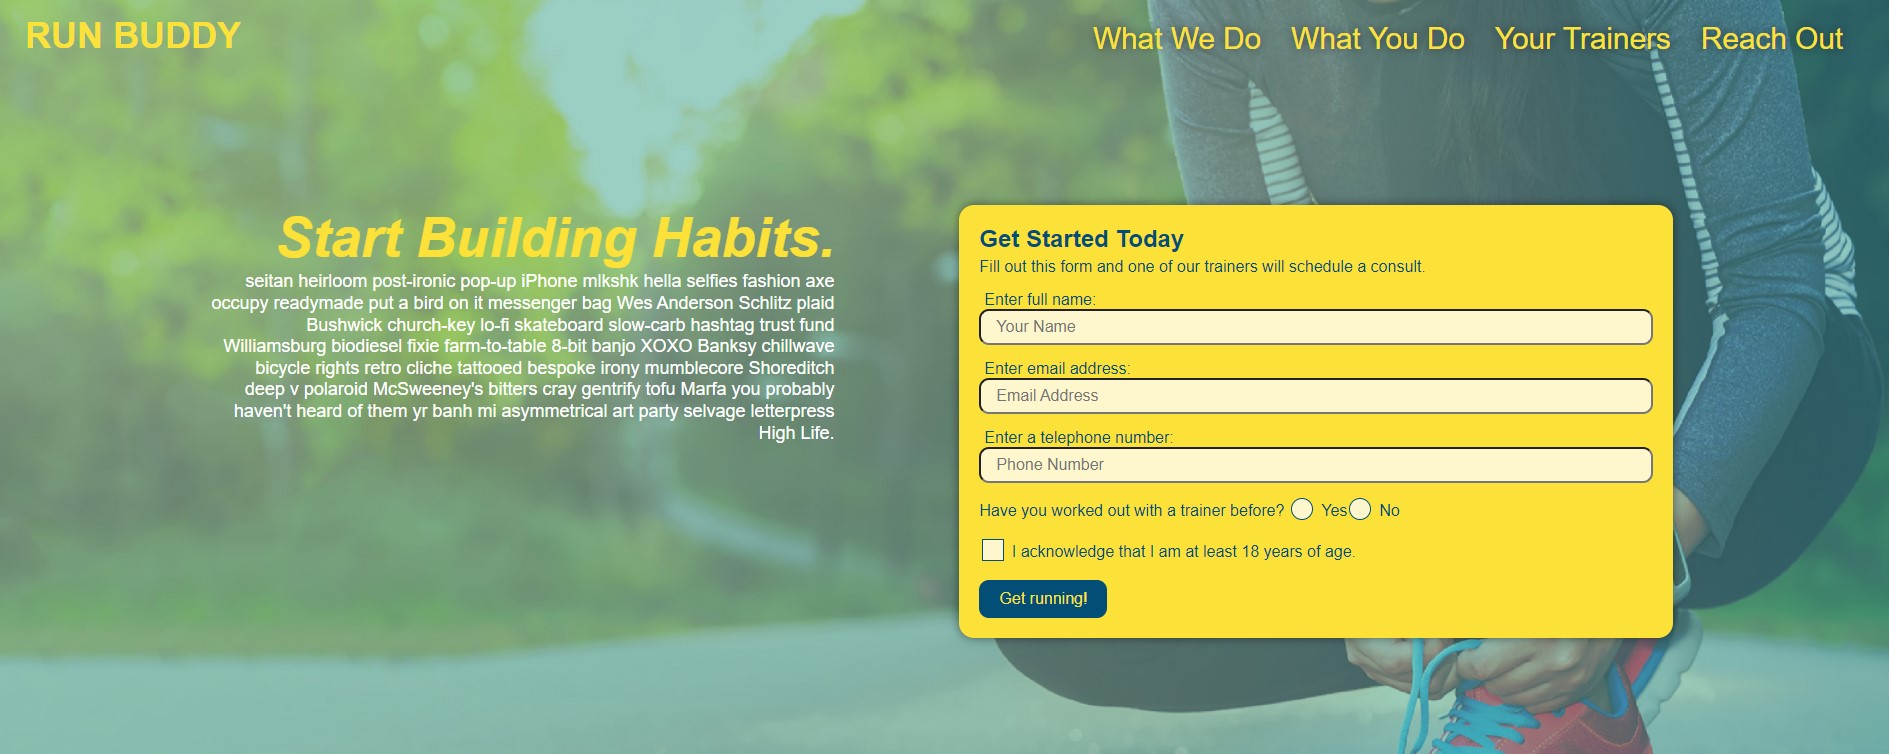 RUN BUDDY
What We Do What You Do Your Trainers Reach Out
Start Building Habits.
seitan heirloom post-ironic pop-up iPhone mlkshk hella selfies fashion axe
occupy readymade put a bird on it messenger bag Wes Anderson Schlitz plaid
Bushwick church-key lo-fi skateboard slow-carb hashtag trust fund
Williamsburg biodiesel fixie farm-to-table 8-bit banjo XOXO Banksy chillwave
bicycle rights retro cliche tattooed bespoke irony mumblecore Shoreditch
deep v polaroid McSweeney's bitters cray gentrify tofu Marfa you probably
haven't heard of them yr banh mi asymmetrical art party selvage letterpress
High Life.
Get Started Today
Fill out this form and one of our trainers will schedule a consult.
Enter full name:
Your Name
Enter email address:
Email Address
Enter a telephone number:
Phone Number
Have you worked out with a trainer before? Yes No
I acknowledge that I am at least 18 years of age.
Get running!